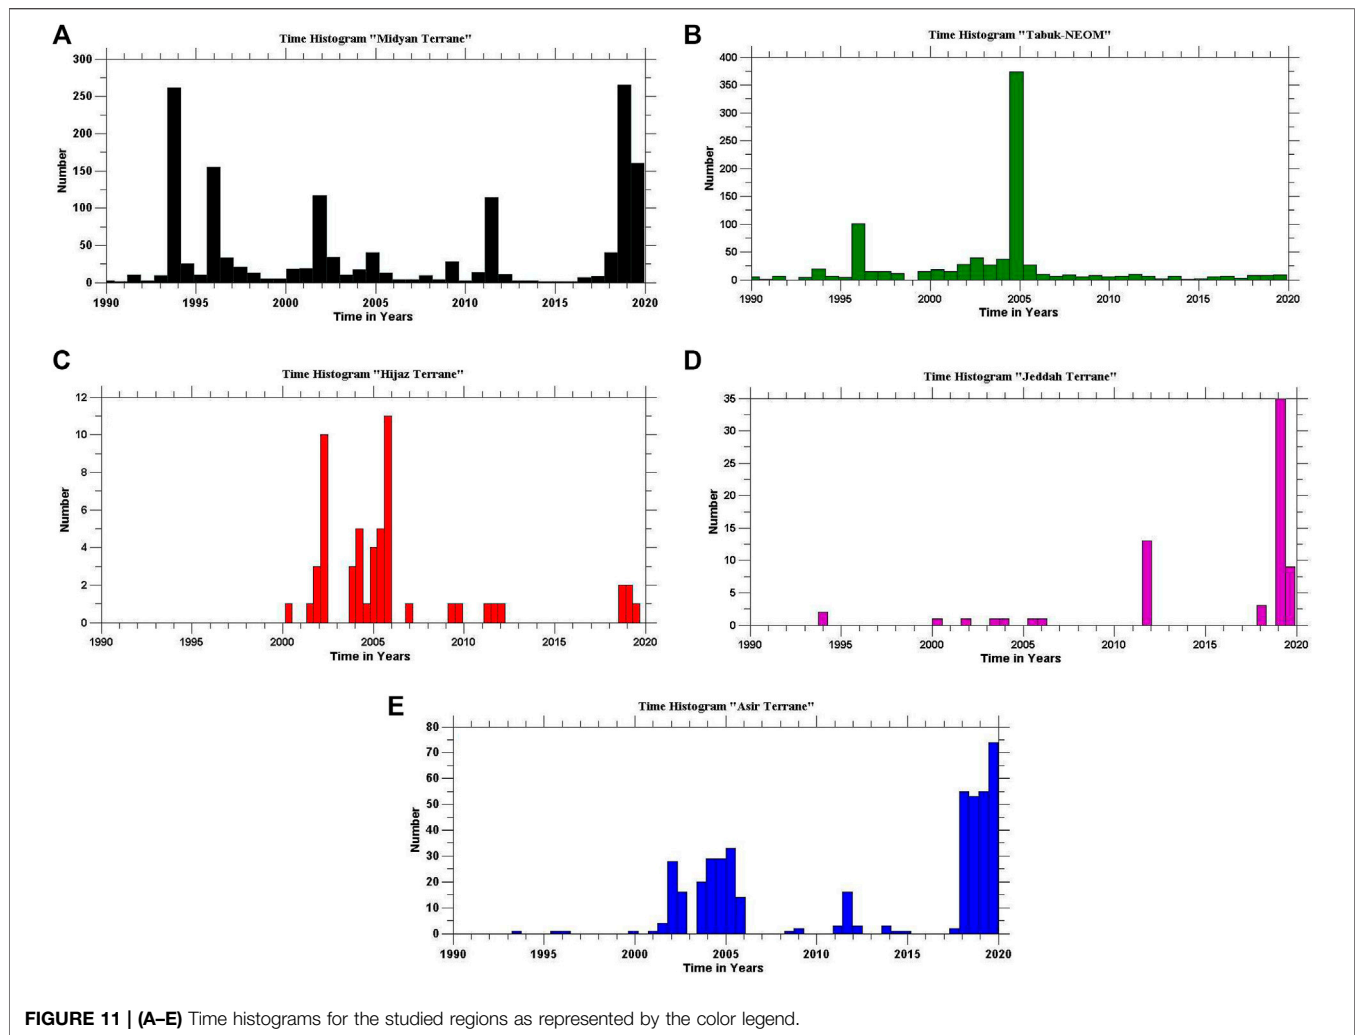 A
Time Histogram "Midyan Terrane"
300
250
200
150
100
50
0
Number
1990 1995 2000 2005 2010 2015 2020
Time in Years
B
Time Histogram "Tabuk-NEOM"
400
350
300
250
200
150
100
50
0
Number
1990 1995 2000 2005 2010 2015 2020
Time in Years
C
Time Histogram "Hijaz Terrane"
12
10
8
6
4
2
0
Number
1990 1995 2000 2005 2010 2015 2020
Time in Years
D
Time Histogram "Jeddah Terrane"
35
30
25
20
15
10
5
0
Number
1990 1995 2000 2005 2010 2015 2020
Time in Years
E
Time Histogram "Asir Terrane"
80
70
60
50
40
30
20
10
0
Number
1990 1995 2000 2005 2010 2015 2020
Time in Years
FIGURE 11 | (A–E) Time histograms for the studied regions as represented by the color legend.